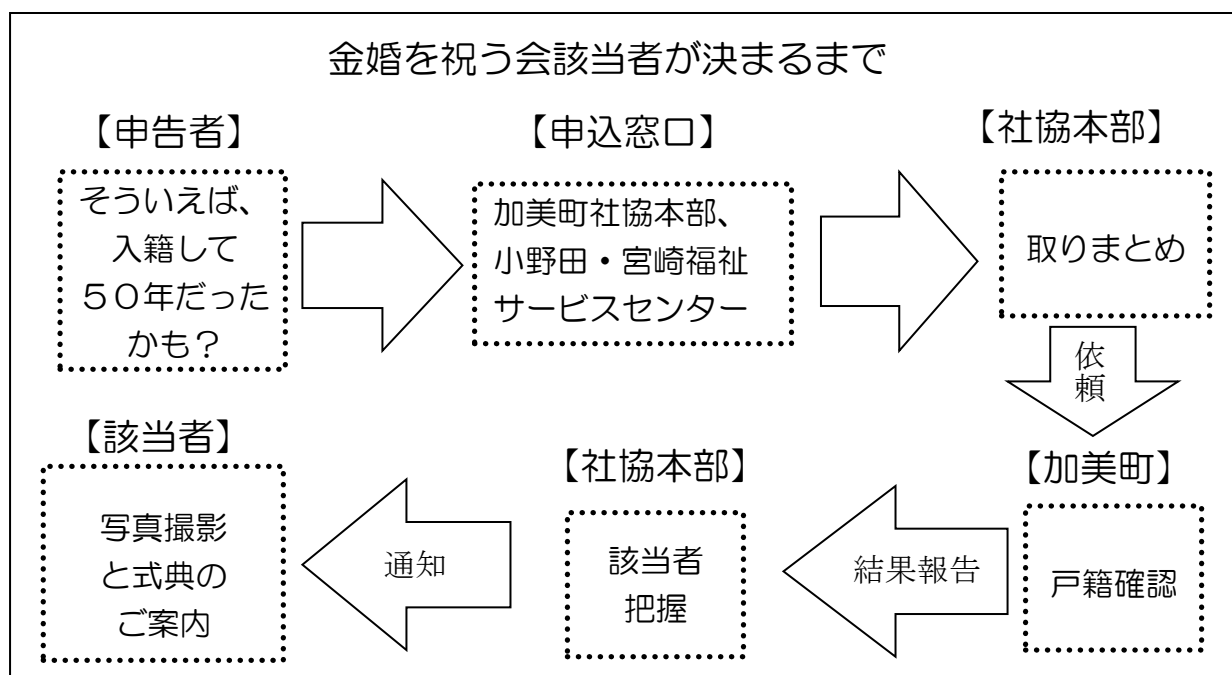 金婚を祝う会該当者が決まるまで
【申告者】
そういえば、
入籍して
５０年だった
かも？
【申込窓口】
加美町社協本部、
小野田・宮崎福祉
サービスセンター
【社協本部】
取りまとめ
依頼
【加美町】
戸籍確認
結果報告
【社協本部】
該当者
把握
通知
【該当者】
写真撮影
と式典の
ご案内